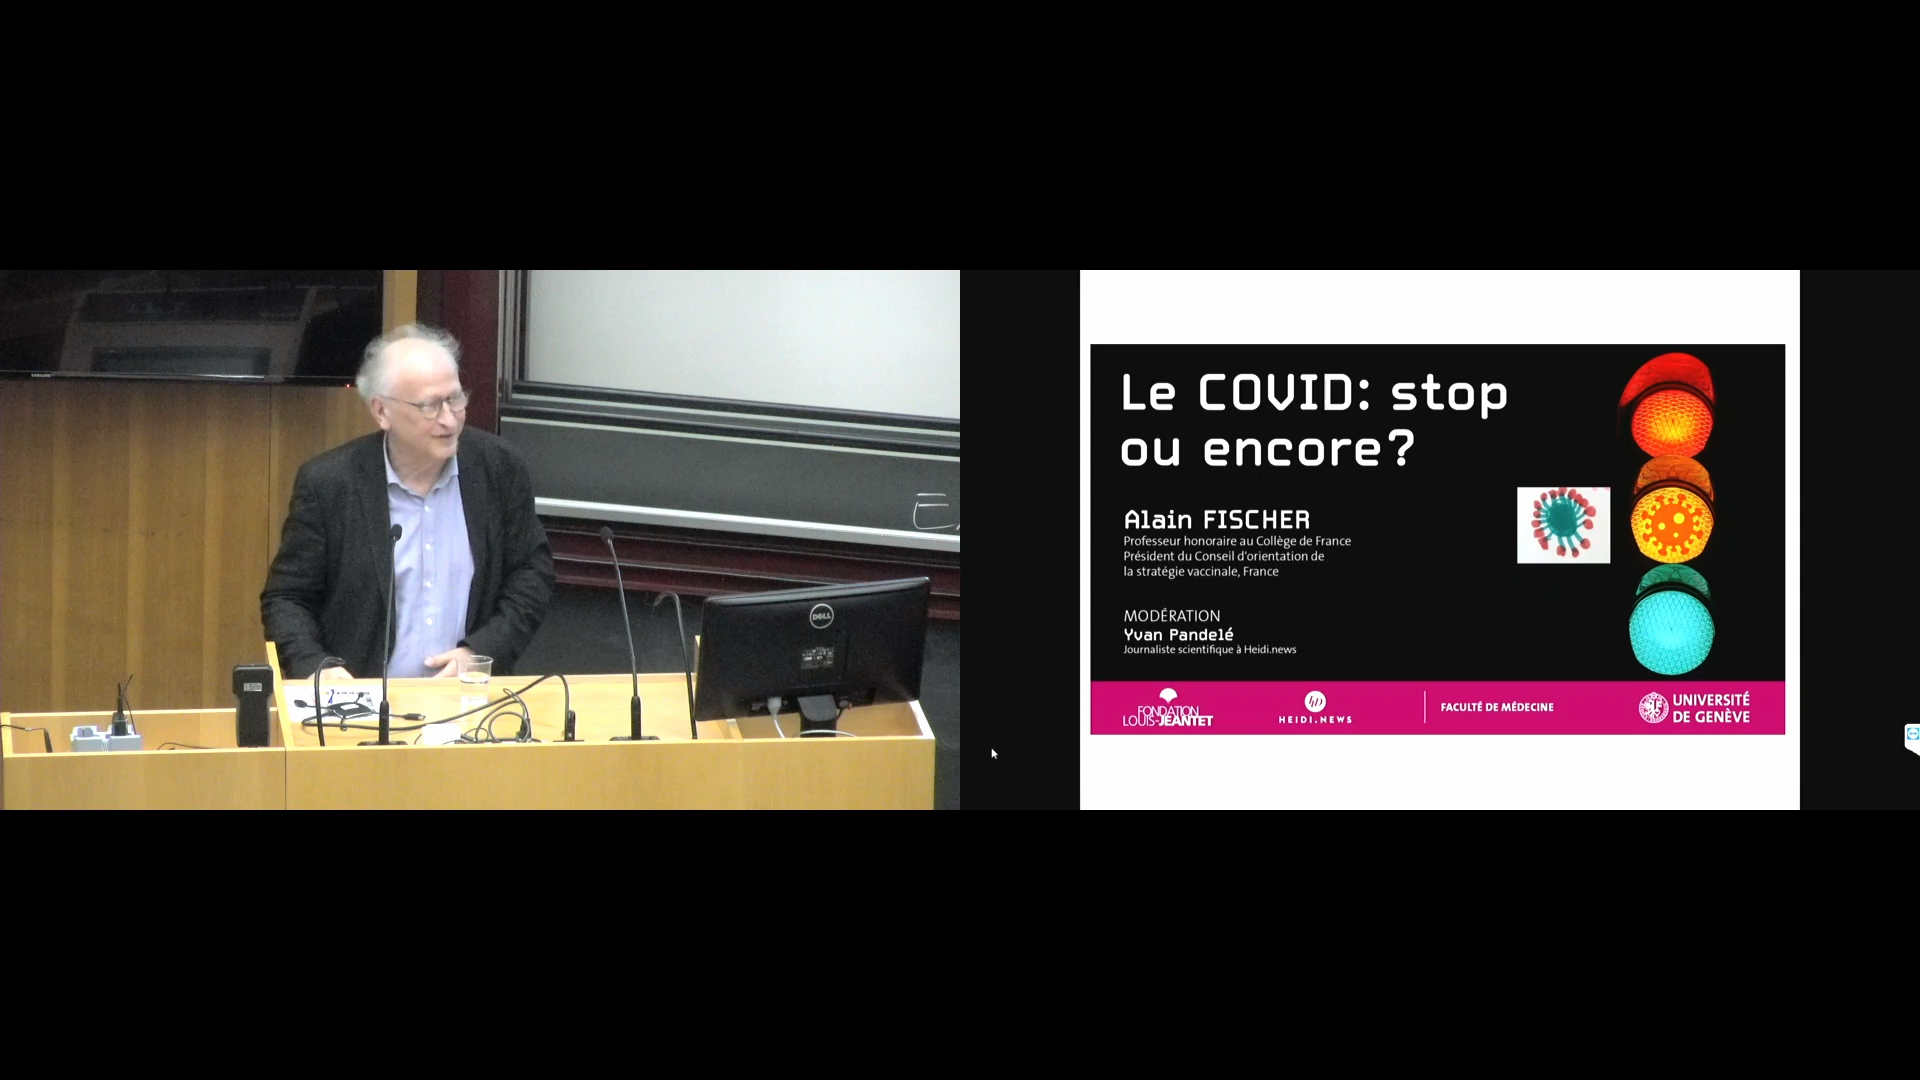 E
DELL
Le COVID: stop
ou encore?
Alain FISCHER
Professeur honoraire au Collège de France
Président du Conseil d'orientation de
la stratégie vaccinale, France
MODÉRATION
Yvan Pandelé
Journaliste scientifique à Heidi.news
FONDATION
LOUIS-JEANTET
HEIDI.NEWS
FACULTÉ DE MÉDECINE
UNIVERSITÉ
DE GENÈVE